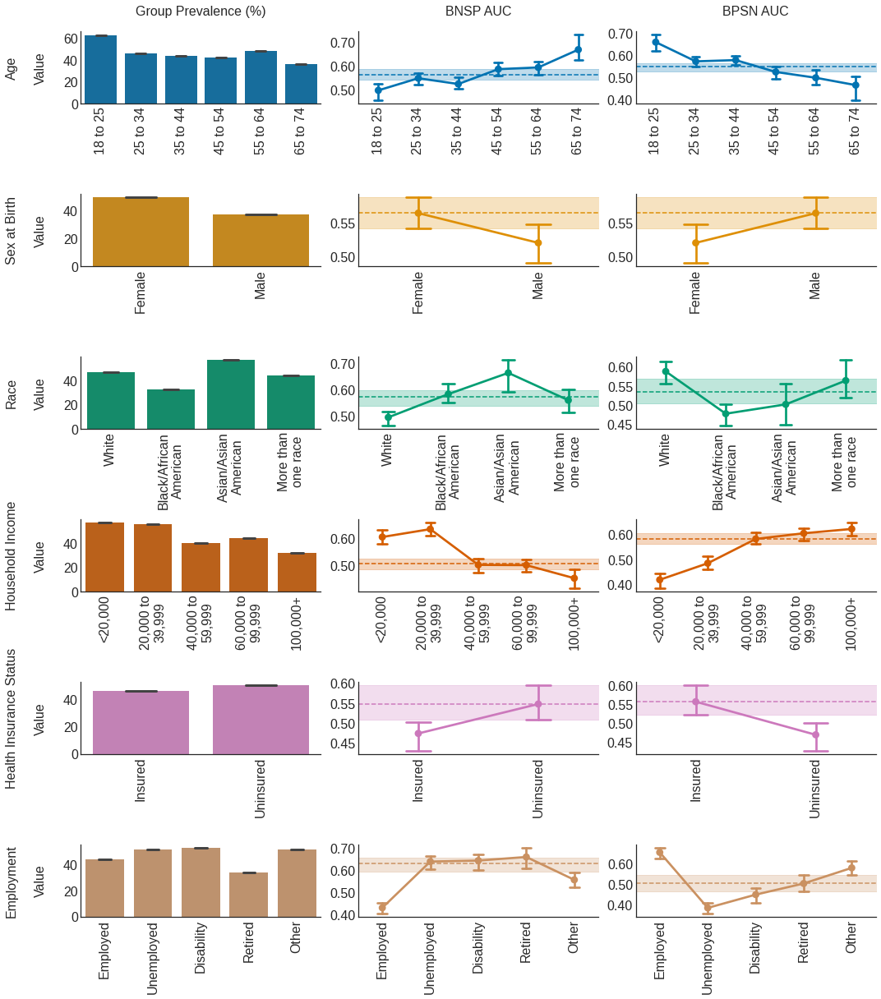 Group Prevalence (%)
BNSP AUC
BPSN AUC
Age
Value
60
40
20
0
18 to 25
25 to 34
35 to 44
45 to 54
55 to 64
65 to 74
0.70
0.60
0.50
18 to 25
25 to 34
35 to 44
45 to 54
55 to 64
65 to 74
0.70
0.60
0.50
0.40
18 to 25
25 to 34
35 to 44
45 to 54
55 to 64
65 to 74
Sex at Birth
Value
40
20
0
Female
Male
0.55
0.50
Female
Male
0.55
0.50
Female
Male
Race
Value
40
20
0
White
Black/African
American
Asian/Asian
American
More than
one race
0.70
0.60
0.50
White
Black/African
American
Asian/Asian
American
More than
one race
0.60
0.55
0.50
0.45
White
Black/African
American
Asian/Asian
American
More than
one race
Household Income
Value
40
20
0
<20,000
20,000 to
39,999
40,000 to
59,999
60,000 to
99,999
100,000+
0.60
0.50
<20,000
20,000 to
39,999
40,000 to
59,999
60,000 to
99,999
100,000+
0.60
0.50
0.40
<20,000
20,000 to
39,999
40,000 to
59,999
60,000 to
99,999
100,000+
Health Insurance Status
Value
40
20
0
Insured
Uninsured
0.60
0.55
0.50
0.45
Insured
Uninsured
0.60
0.55
0.50
0.45
Insured
Uninsured
Employment
Value
40
20
0
Employed
Unemployed
Disability
Retired
Other
0.70
0.60
0.50
0.40
Employed
Unemployed
Disability
Retired
Other
0.60
0.50
0.40
Employed
Unemployed
Disability
Retired
Other